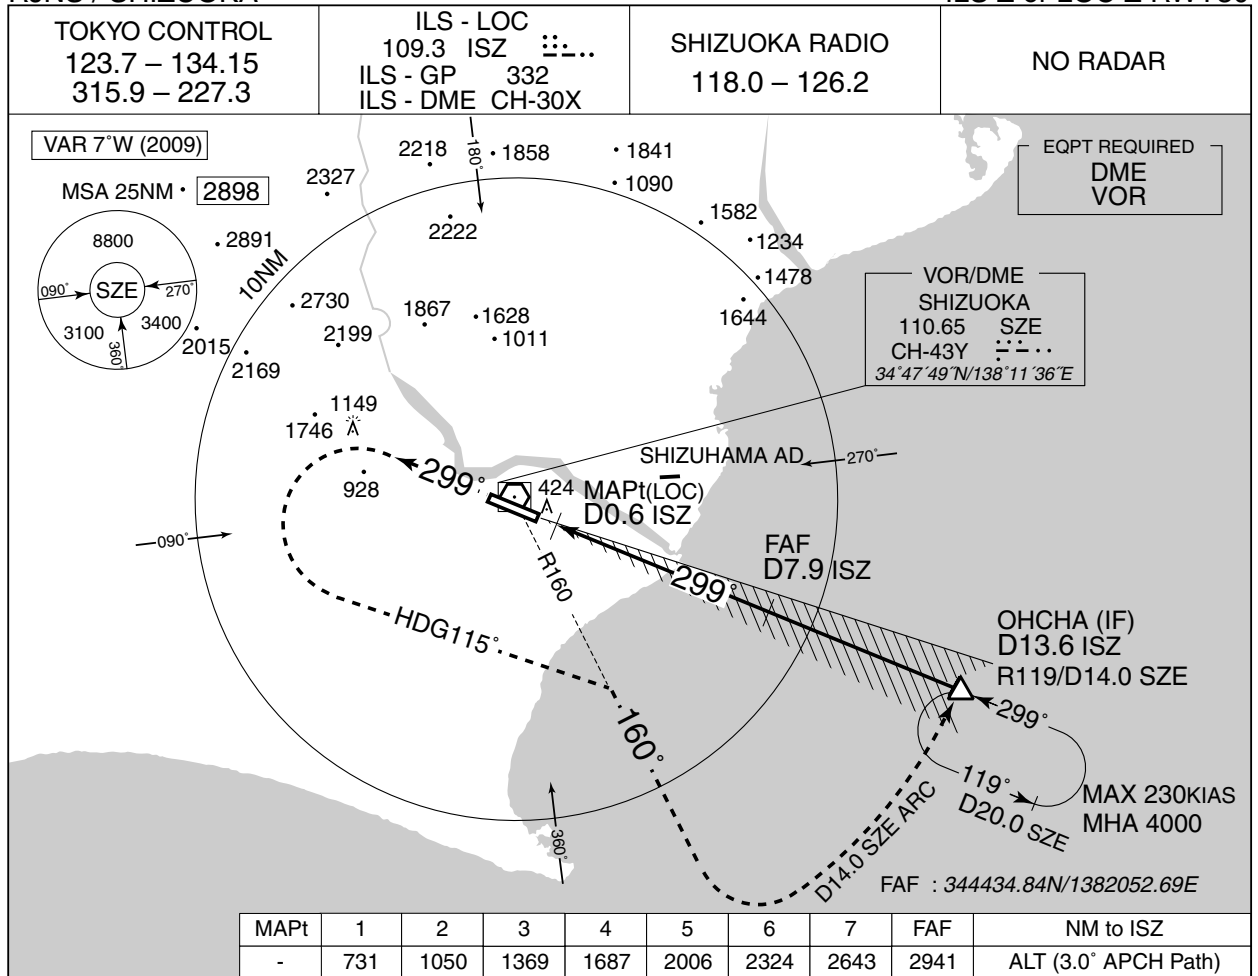 TOKYO CONTROL
123.7 – 134.15
315.9 – 227.3
ILS - LOC
109.3 ISZ
ILS - GP 332
ILS - DME CH-30X
SHIZUOKA RADIO
118.0 – 126.2
NO RADAR
VAR 7˚W (2009)
MSA 25NM
2898
8800
090˚
SZE
270˚
3100
3400
360˚
2891
2327
2218
180˚
1858
1841
1090
2222
1582
1234
1478
1644
10NM
2730
2199
1867
1628
1011
2015
2169
EQPT REQUIRED
DME
VOR
VOR/DME
SHIZUOKA
110.65 SZE
CH-43Y
34˚47´49˝N/138˚11´36˝E
1149
1746
928
299˚
424
SHIZUHAMA AD
270˚
MAPt(LOC)
D0.6 ISZ
090˚
R160
FAF
D7.9 ISZ
299˚
HDG115˚
OHCHA (IF)
D13.6 ISZ
R119/D14.0 SZE
299˚
160˚
119˚
D20.0 SZE
MAX 230KIAS
MHA 4000
360˚
D14.0 SZE ARC
FAF : 344434.84N/1382052.69E
MAPt 1 2 3 4 5 6 7 FAF NM to ISZ
- 731 1050 1369 1687 2006 2324 2643 2941 ALT (3.0˚ APCH Path)